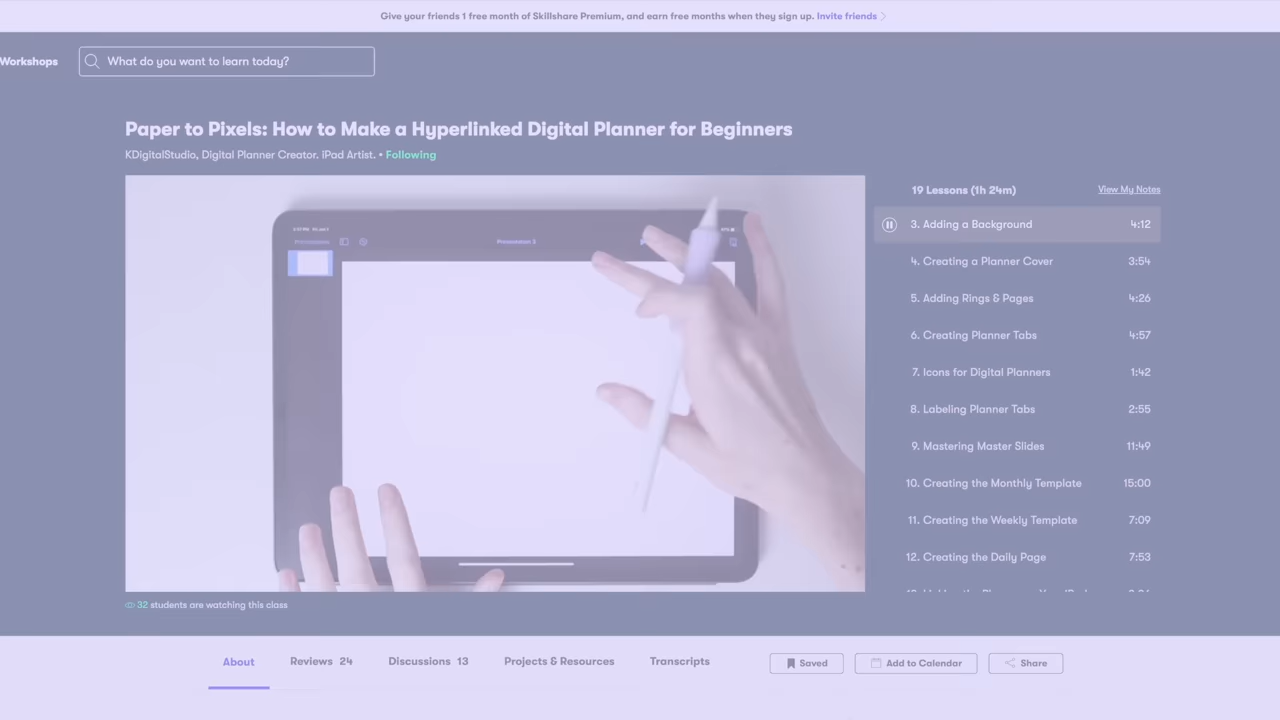 Give your friends 1 free month of Skillshare Premium, and earn free months when they sign up. Invite friends
Workshops
What do you want to learn today?
Paper to Pixels: How to Make a Hyperlinked Digital Planner for Beginners
KDigitalStudio, Digital Planner Creator. iPad Artist. • Following
19 Lessons (1h 24m) View My Notes
3. Adding a Background 4:12
4. Creating a Planner Cover 3:54
5. Adding Rings & Pages 4:26
6. Creating Planner Tabs 4:57
7. Icons for Digital Planners 1:42
8. Labeling Planner Tabs 2:55
9. Mastering Master Slides 11:49
10. Creating the Monthly Template 15:00
11. Creating the Weekly Template 7:09
12. Creating the Daily Page 7:53
Presentations
Presentation 3
32 students are watching this class
About Reviews 24 Discussions 13 Projects & Resources Transcripts Saved Add to Calendar Share